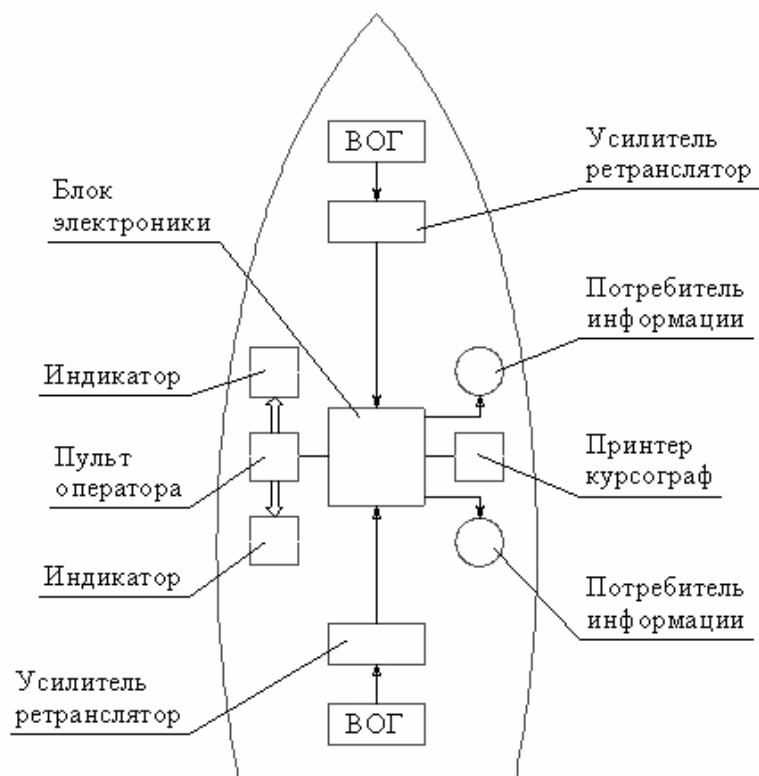 ВОГ
Усилитель
ретранслятор
Блок
электроники
Потребитель
информации
Индикатор
Пульт
оператора
Принтер
курсограф
Индикатор
Потребитель
информации
Усилитель
ретранслятор
ВОГ